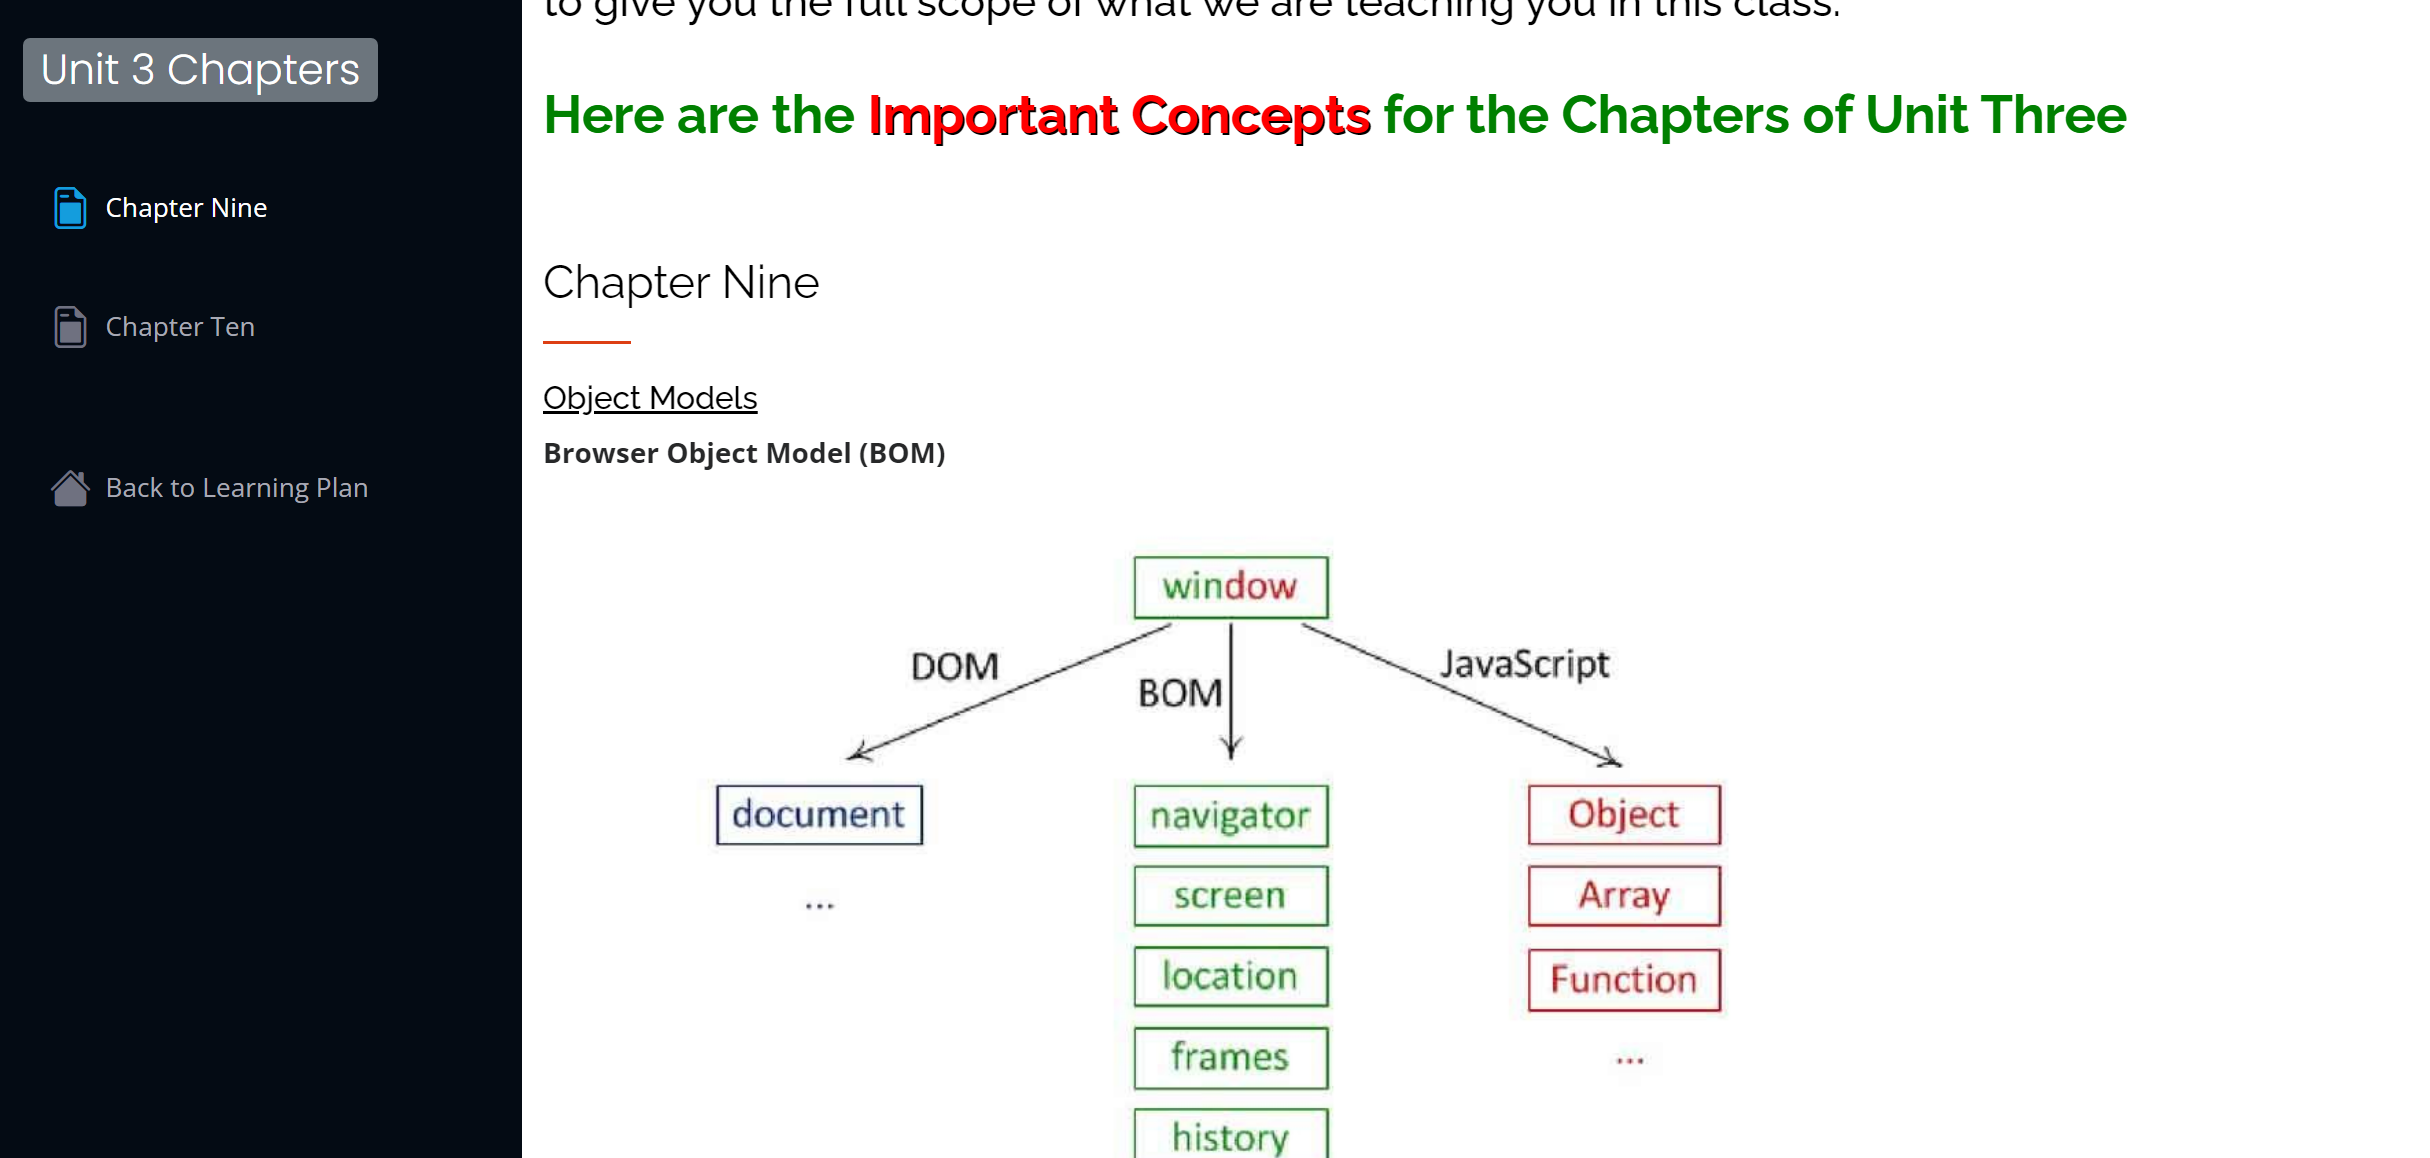 Unit 3 Chapters
Chapter Nine
Chapter Ten
Back to Learning Plan
to give you the full scope of what we are teaching you in this class.
Here are the Important Concepts for the Chapters of Unit Three
Chapter Nine
Object Models
Browser Object Model (BOM)
window
DOM
BOM
JavaScript
document
navigator
Object
...
screen
Array
location
Function
frames
...
history